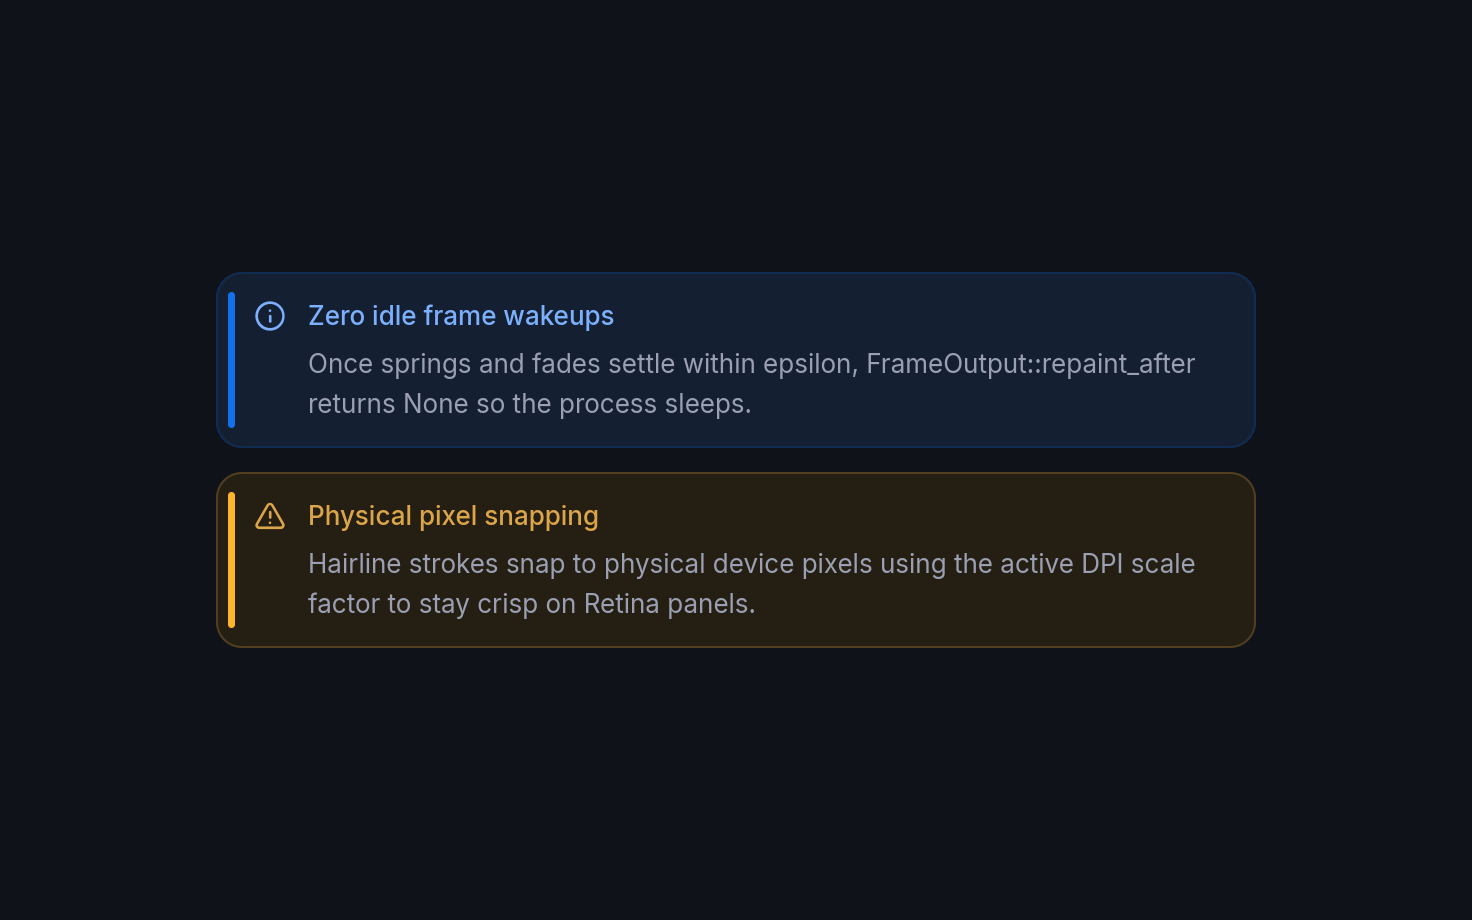 Zero idle frame wakeups
Once springs and fades settle within epsilon, FrameOutput::repaint_after
returns None so the process sleeps.
Physical pixel snapping
Hairline strokes snap to physical device pixels using the active DPI scale
factor to stay crisp on Retina panels.